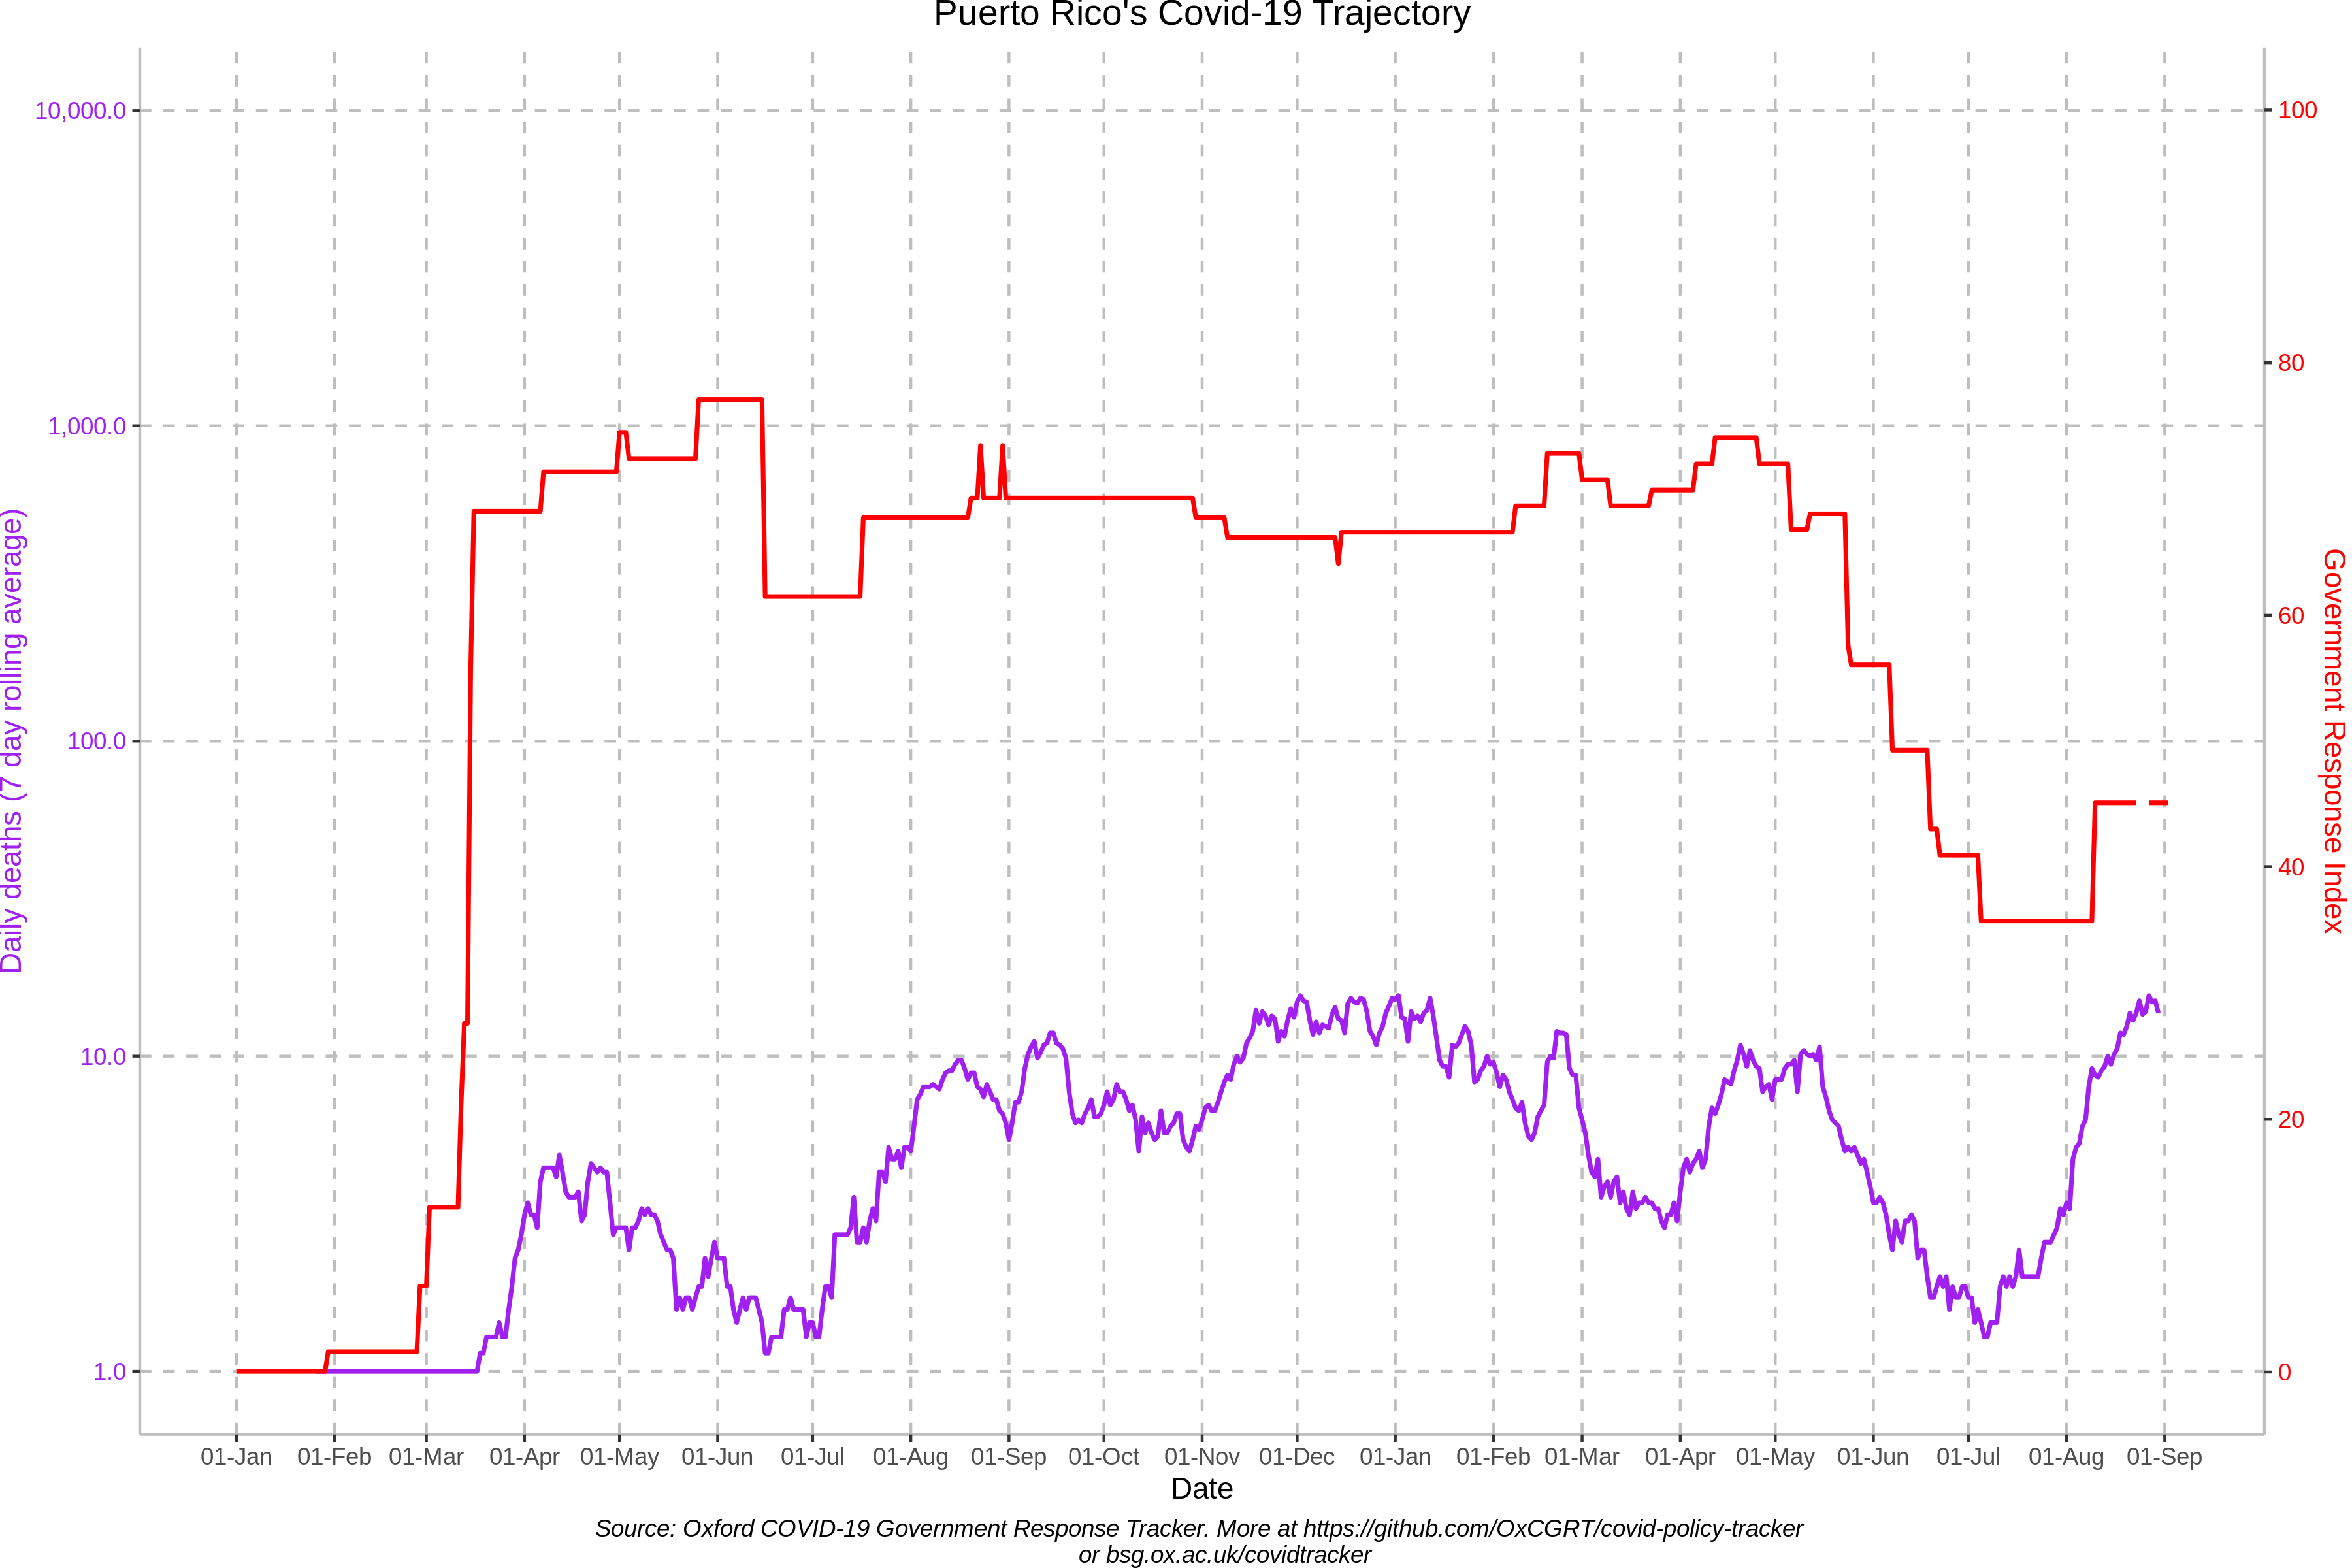 Puerto Rico's Covid-19 Trajectory
10,000.0
1,000.0
100.0
10.0
1.0
Daily deaths (7 day rolling average)
100
80
60
40
20
0
Government Response Index
01-Jan 01-Feb 01-Mar 01-Apr 01-May 01-Jun 01-Jul 01-Aug 01-Sep 01-Oct 01-Nov 01-Dec 01-Jan 01-Feb 01-Mar 01-Apr 01-May 01-Jun 01-Jul 01-Aug 01-Sep
Date
Source: Oxford COVID-19 Government Response Tracker. More at https://github.com/OxCGRT/covid-policy-tracker
or bsg.ox.ac.uk/covidtracker